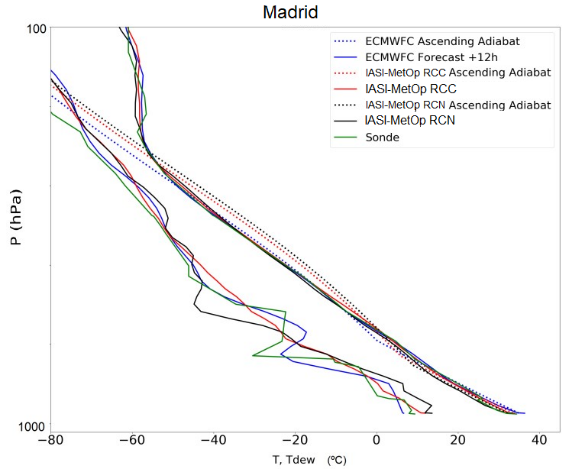 Madrid
100
ECMWFC Ascending Adiabat
ECMWFC Forecast +12h
IASI-MetOp RCC Ascending Adiabat
IASI-MetOp RCC
IASI-MetOp RCN Ascending Adiabat
IASI-MetOp RCN
Sonde
P (hPa)
1000
−80 −60 −40 −20 0 20 40
T, Tdew (ºC)